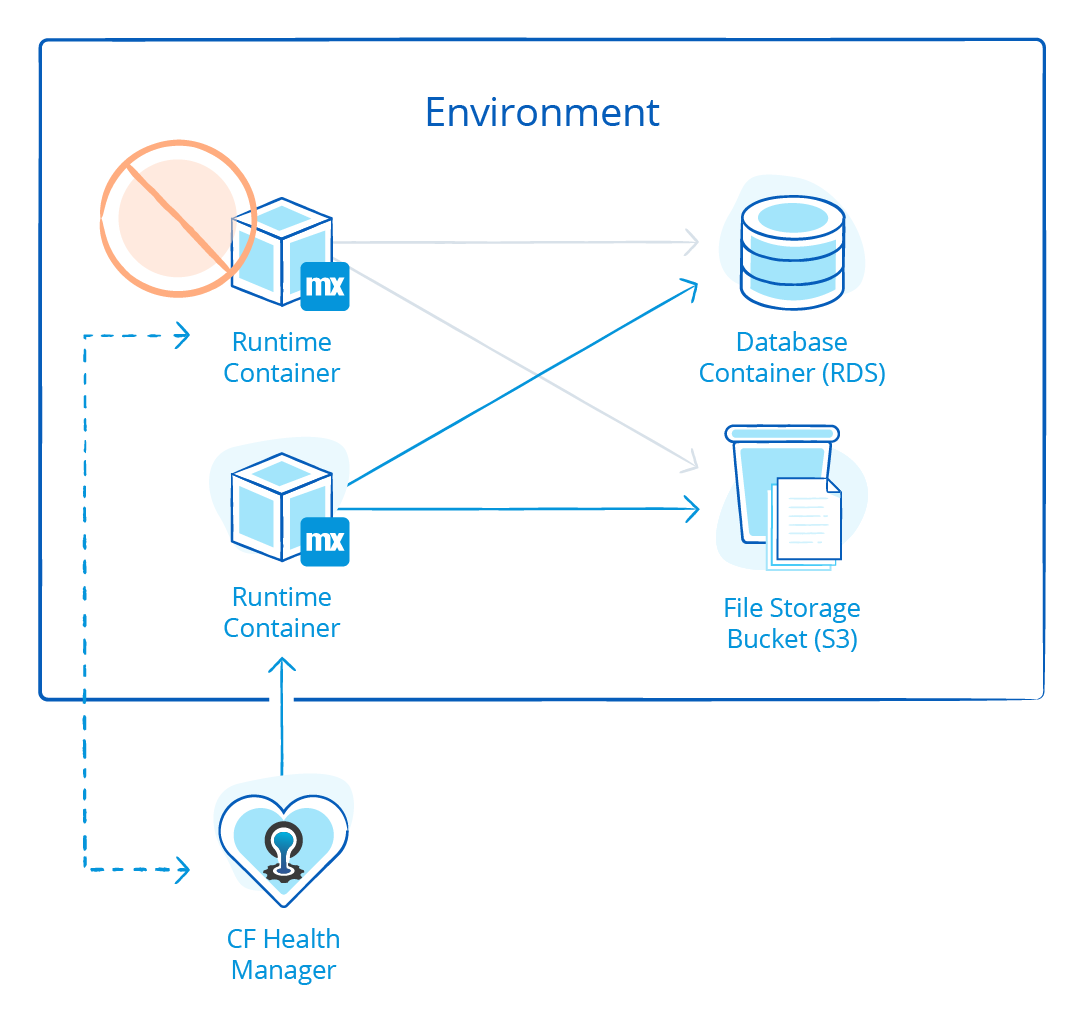 Environment
mx
Runtime
Container
Database
Container (RDS)
mx
Runtime
Container
File Storage
Bucket (S3)
CF Health
Manager